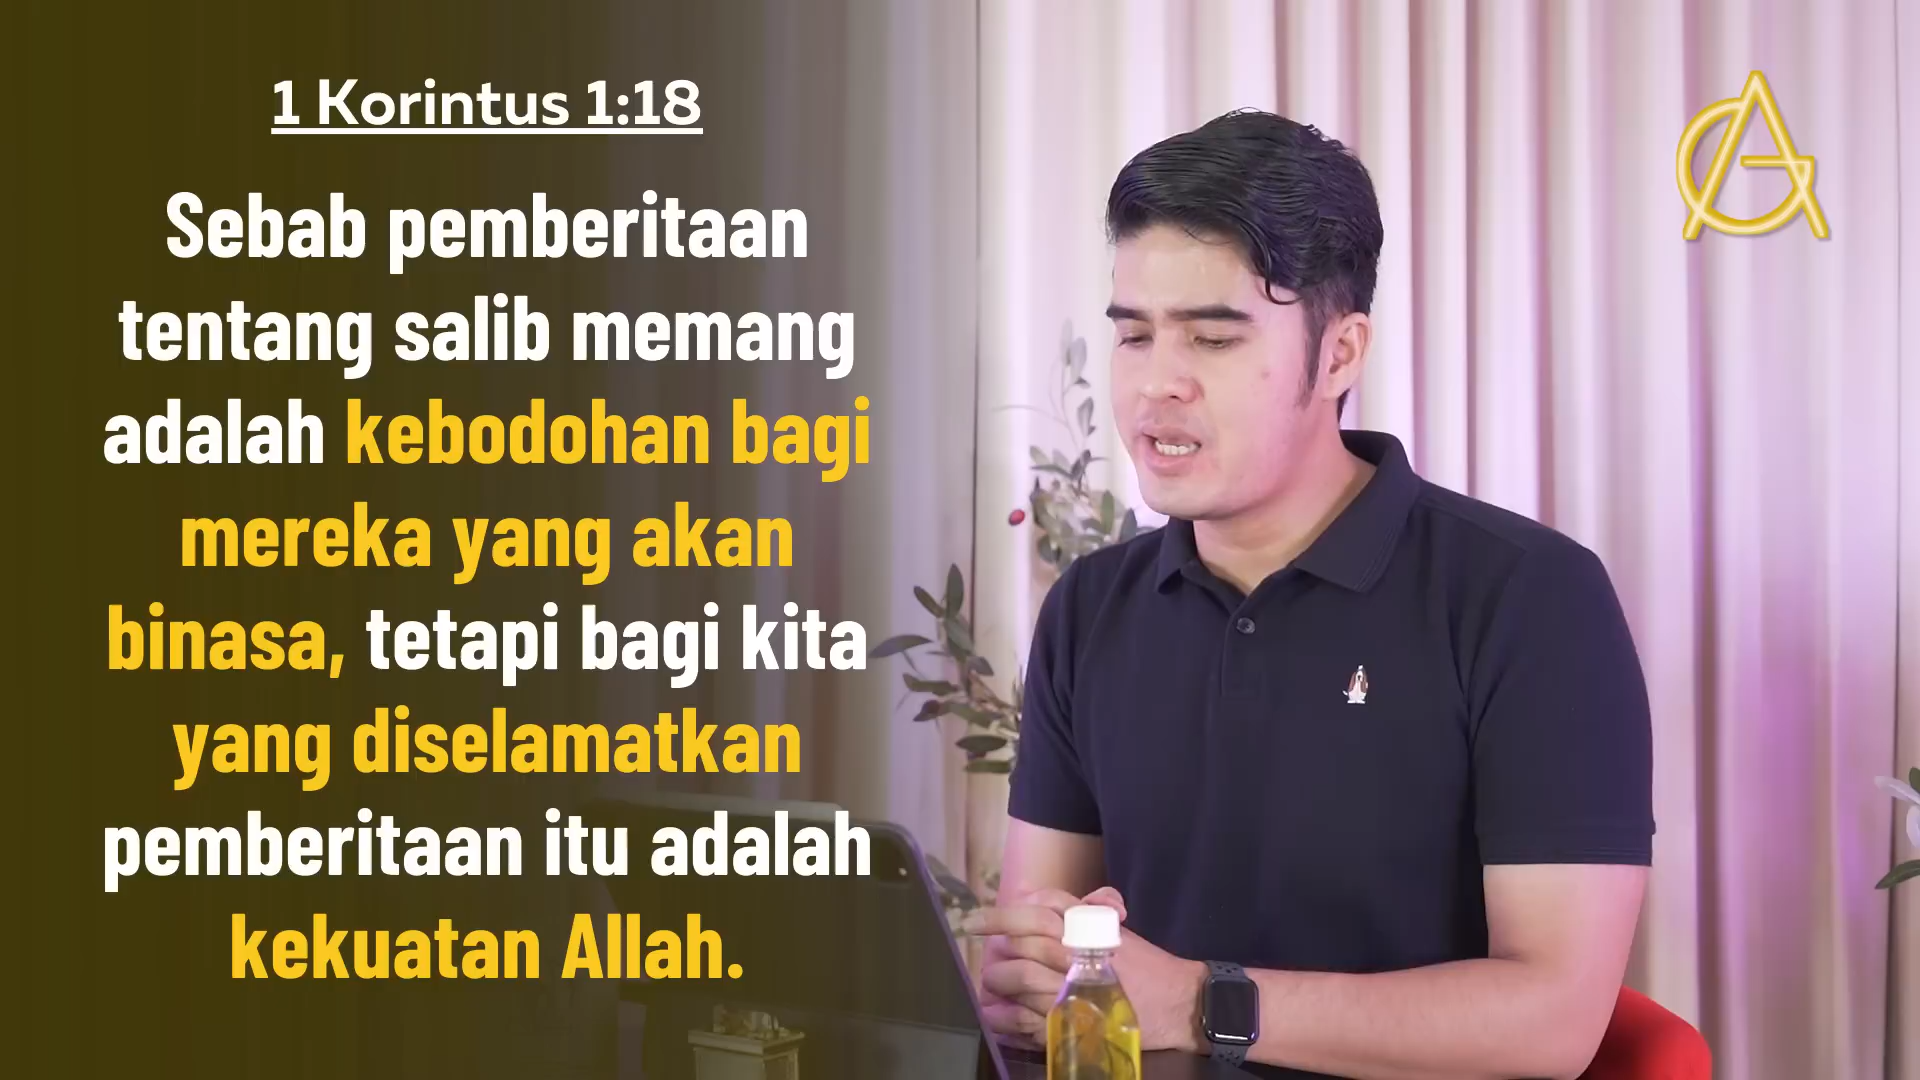 1 Korintus 1:18
Sebab pemberitaan
tentang salib memang
adalah kebodohan bagi
mereka yang akan
binasa, tetapi bagi kita
yang diselamatkan
pemberitaan itu adalah
kekuatan Allah.